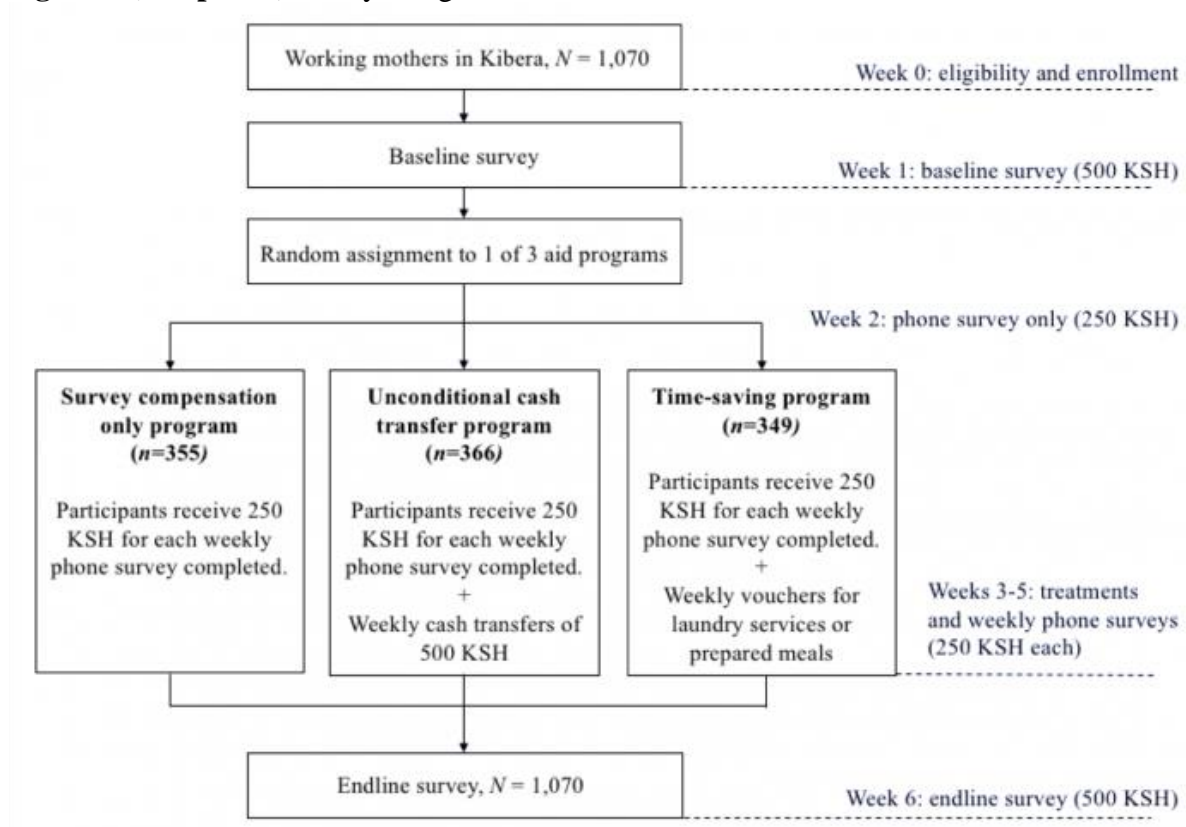 Working mothers in Kibera, N = 1,070
Week 0: eligibility and enrollment
Baseline survey
Week 1: baseline survey (500 KSH)
Random assignment to 1 of 3 aid programs
Week 2: phone survey only (250 KSH)
Survey compensation
only program
(n=355)
Participants receive 250
KSH for each weekly
phone survey completed.
Unconditional cash
transfer program
(n=366)
Participants receive 250
KSH for each weekly
phone survey completed.
+
Weekly cash transfers of
500 KSH
Time-saving program
(n=349)
Participants receive 250
KSH for each weekly
phone survey completed.
+
Weekly vouchers for
laundry services or
prepared meals
Weeks 3-5: treatments
and weekly phone surveys
(250 KSH each)
Endline survey, N = 1,070
Week 6: endline survey (500 KSH)